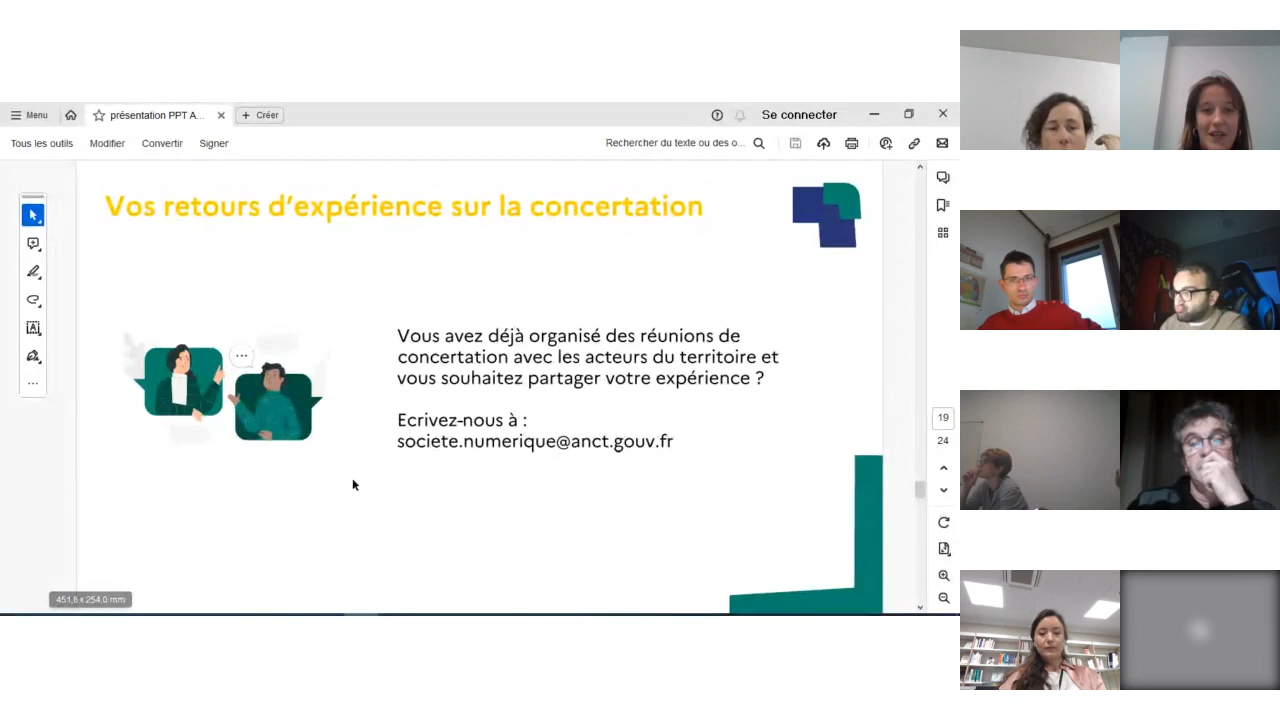 Menu
présentation PPT A...
Créer
Se connecter
Tous les outils
Modifier
Convertir
Signer
Rechercher du texte ou des o...
Vos retours d'expérience sur la concertation
Vous avez déjà organisé des réunions de
concertation avec les acteurs du territoire et
vous souhaitez partager votre expérience ?
Ecrivez-nous à :
societe.numerique@anct.gouv.fr
19
24
451,6 x 254,0 mm